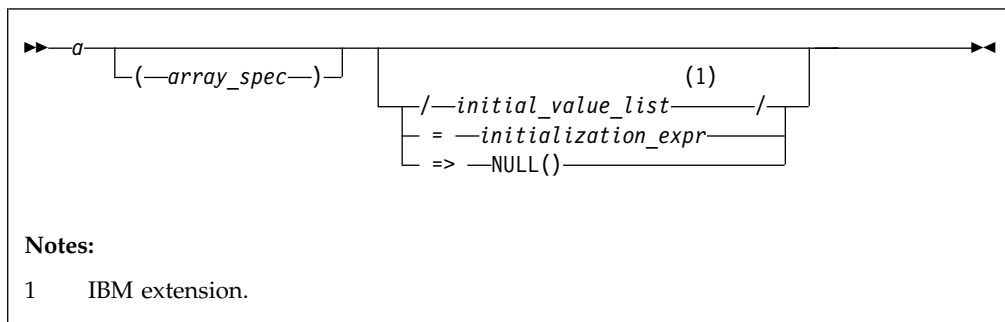 ►►—a
(—array_spec—)
(1)
/—initial_value_list—/
= —initialization_expr
=> —NULL()
►◄
Notes:
1 IBM extension.